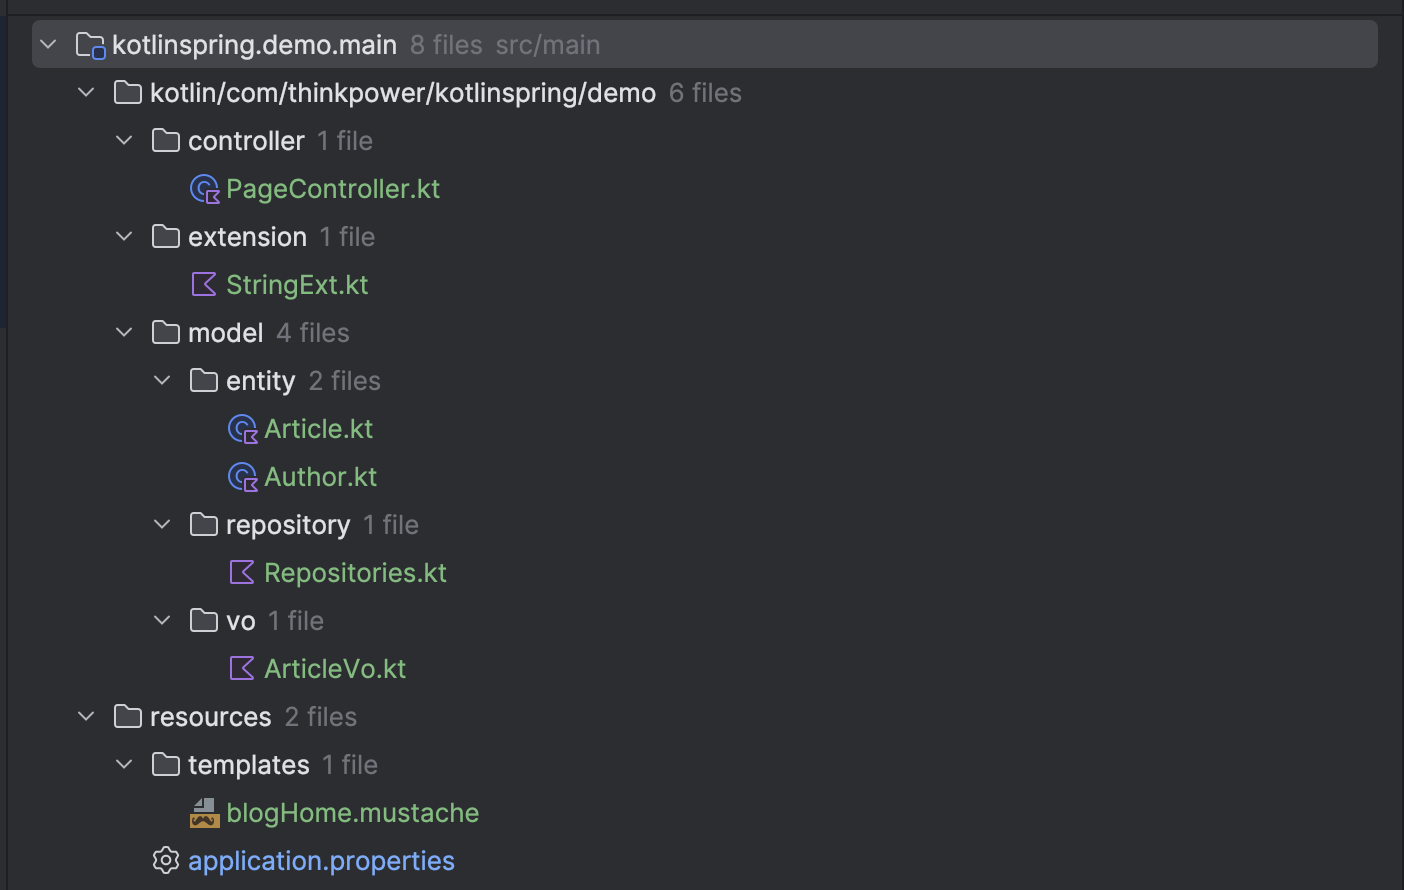 kotlinspring.demo.main 8 files src/main
kotlin/com/thinkpower/kotlinspring/demo 6 files
controller 1 file
PageController.kt
extension 1 file
StringExt.kt
model 4 files
entity 2 files
Article.kt
Author.kt
repository 1 file
Repositories.kt
vo 1 file
ArticleVo.kt
resources 2 files
templates 1 file
blogHome.mustache
application.properties